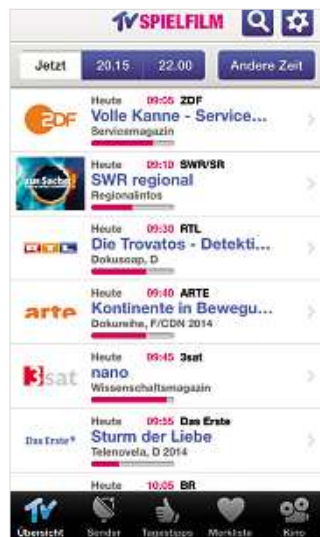 TV SPIELFILM
Jetzt 20.15 22.00 Andere Zeit
ZDF
Heute 09:05 ZDF
Volle Kanne - Service...
Servicemagazin
zur Sache!
Heute 09:10 SWR/SR
SWR regional
Regionalinfos
RTL
Heute 09:30 RTL
Die Trovatos - Detekti...
Dokusoap, D
arte
Heute 09:40 ARTE
Kontinente in Bewegu...
Dokureihe, F/CDN 2014
3sat
Heute 09:45 3sat
nano
Wissenschaftsmagazin
Das Erste
Heute 09:55 Das Erste
Sturm der Liebe
Telenovela, D 2014
Heute 10:05 BR
TV
Übersicht Sender Tagestipps Merkliste Kino